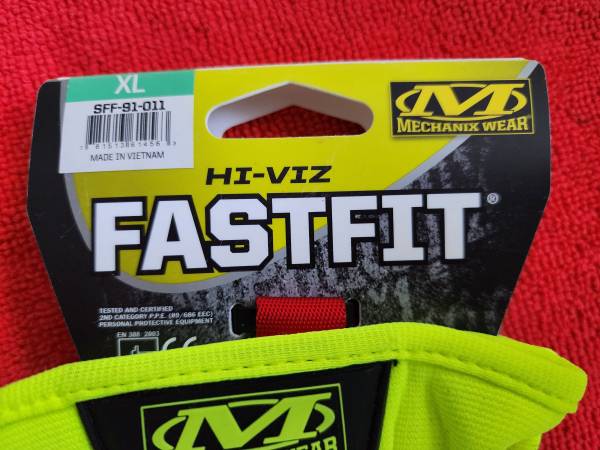 XL
SFF-91-011
MADE IN VIETNAM
M
MECHANIX WEAR
HI-VIZ
FASTFIT®
TESTED AND CERTIFIED
2ND CATEGORY P.P.E. (89/686 EEC)
PERSONAL PROTECTIVE EQUIPMENT
EN 388 2003
CE
M